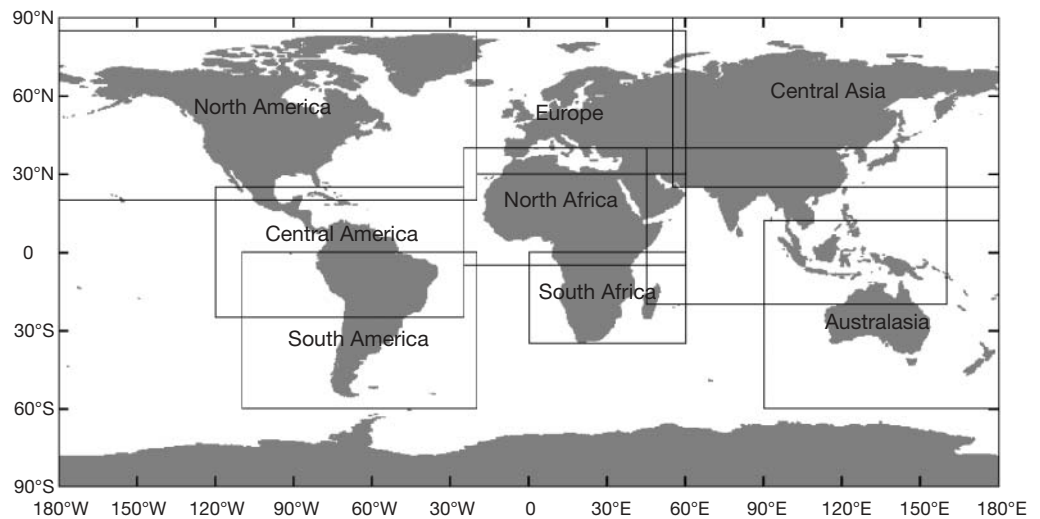 90°N
60°N
30°N
0
30°S
60°S
90°S
North America
Europe
Central Asia
North Africa
Central America
South Africa
South America
Australasia
180°W 150°W 120°W 90°W 60°W 30°W 0 30°E 60°E 90°E 120°E 150°E 180°E